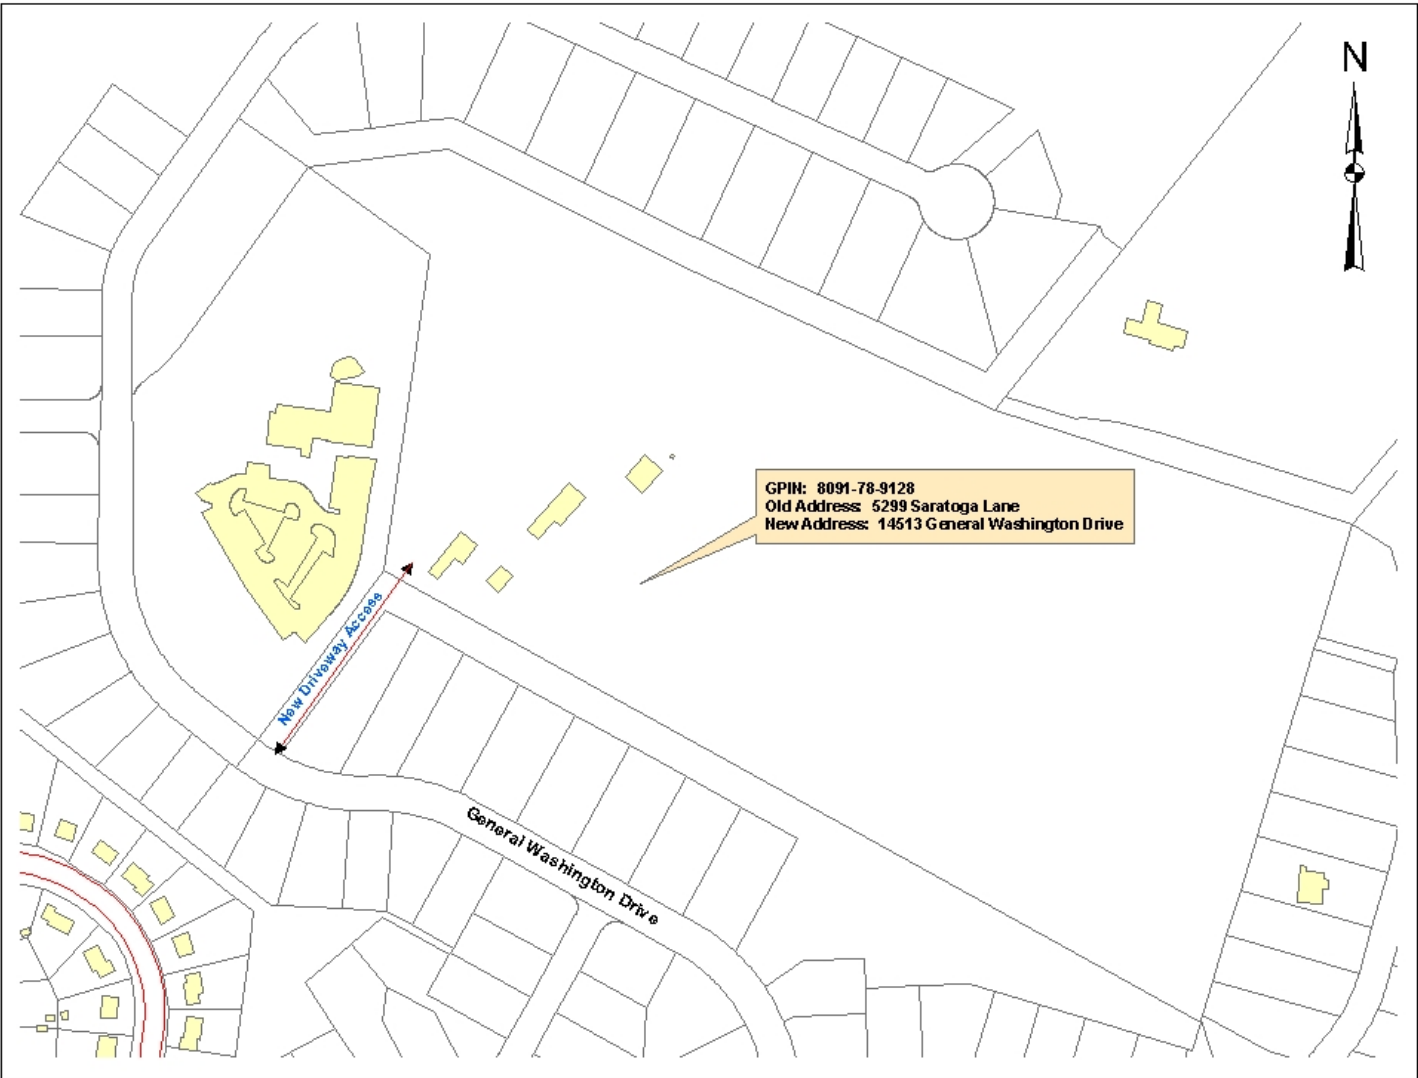 N
GPIN: 8091-78-9128
Old Address: 5299 Saratoga Lane
New Address: 14513 General Washington Drive
New Driveway Access
General Washington Drive